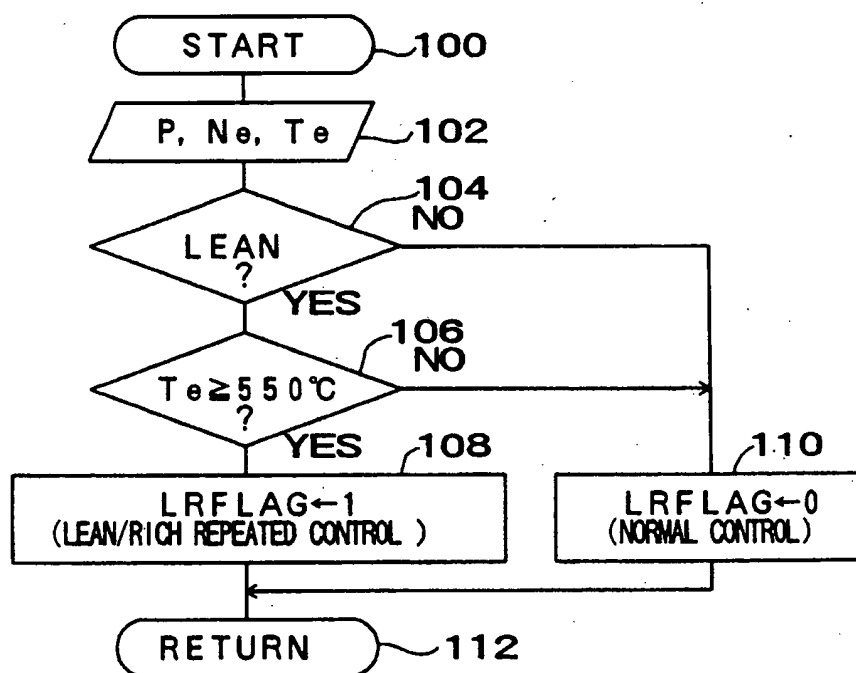 START
100
P, Ne, Te
102
104
NO
LEAN
?
YES
106
NO
Te≧550℃
?
YES
108
110
LRFLAG←1
(LEAN/RICH REPEATED CONTROL )
LRFLAG←0
(NORMAL CONTROL)
RETURN
112